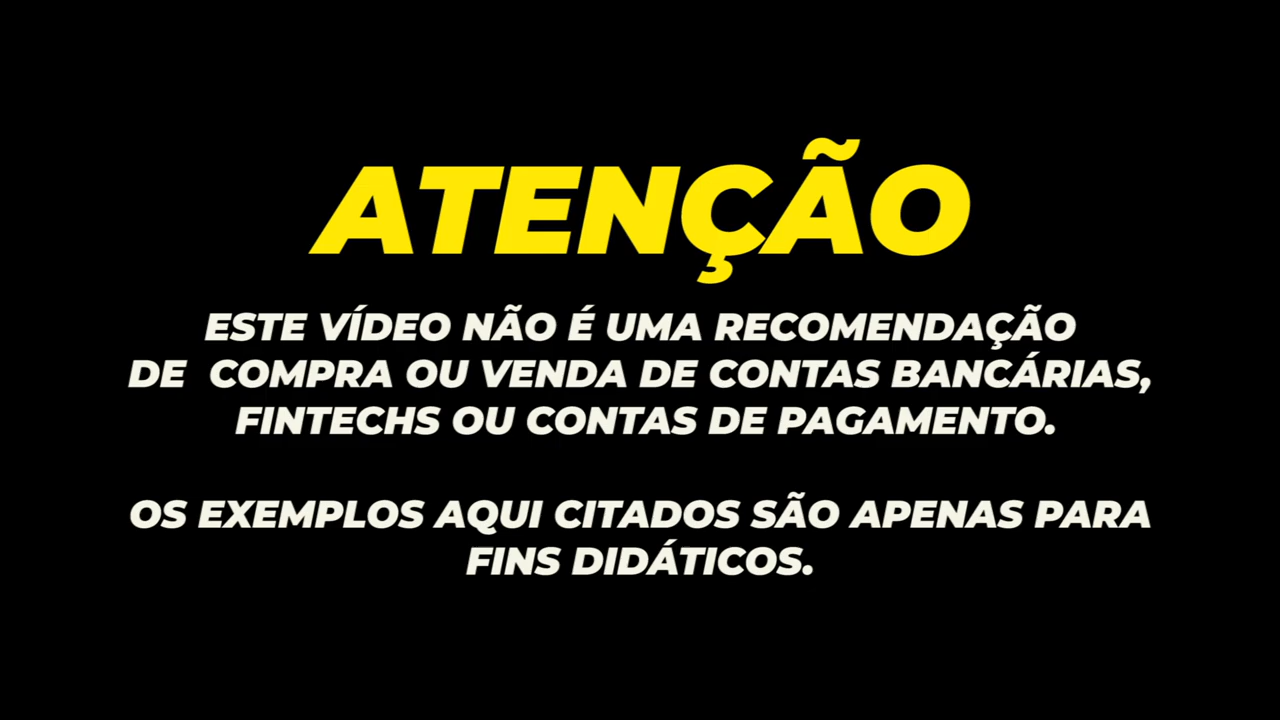 ATENÇÃO
ESTE VÍDEO NÃO É UMA RECOMENDAÇÃO
DE COMPRA OU VENDA DE CONTAS BANCÁRIAS,
FINTECHS OU CONTAS DE PAGAMENTO.
OS EXEMPLOS AQUI CITADOS SÃO APENAS PARA
FINS DIDÁTICOS.